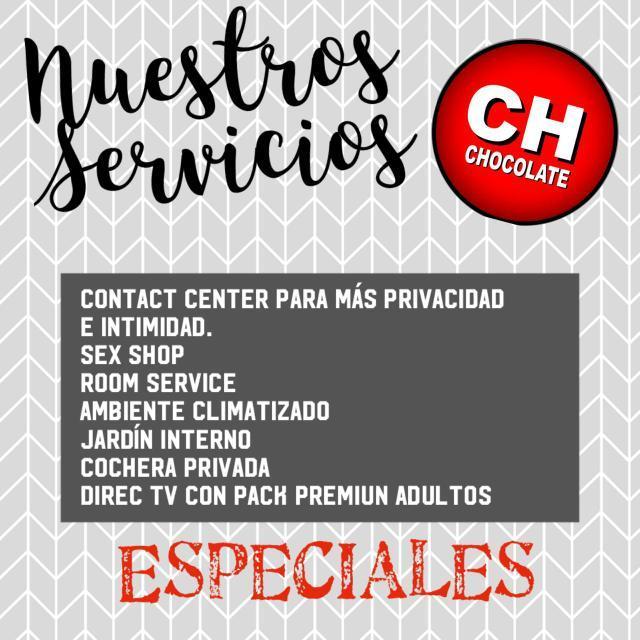 Nuestros
servicios
CH
CHOCOLATE
CONTACT CENTER PARA MÁS PRIVACIDAD
E INTIMIDAD.
SEX SHOP
ROOM SERVICE
AMBIENTE CLIMATIZADO
JARDÍN INTERNO
COCHERA PRIVADA
DIREC TV CON PACK PREMIUN ADULTOS
ESPECIALES